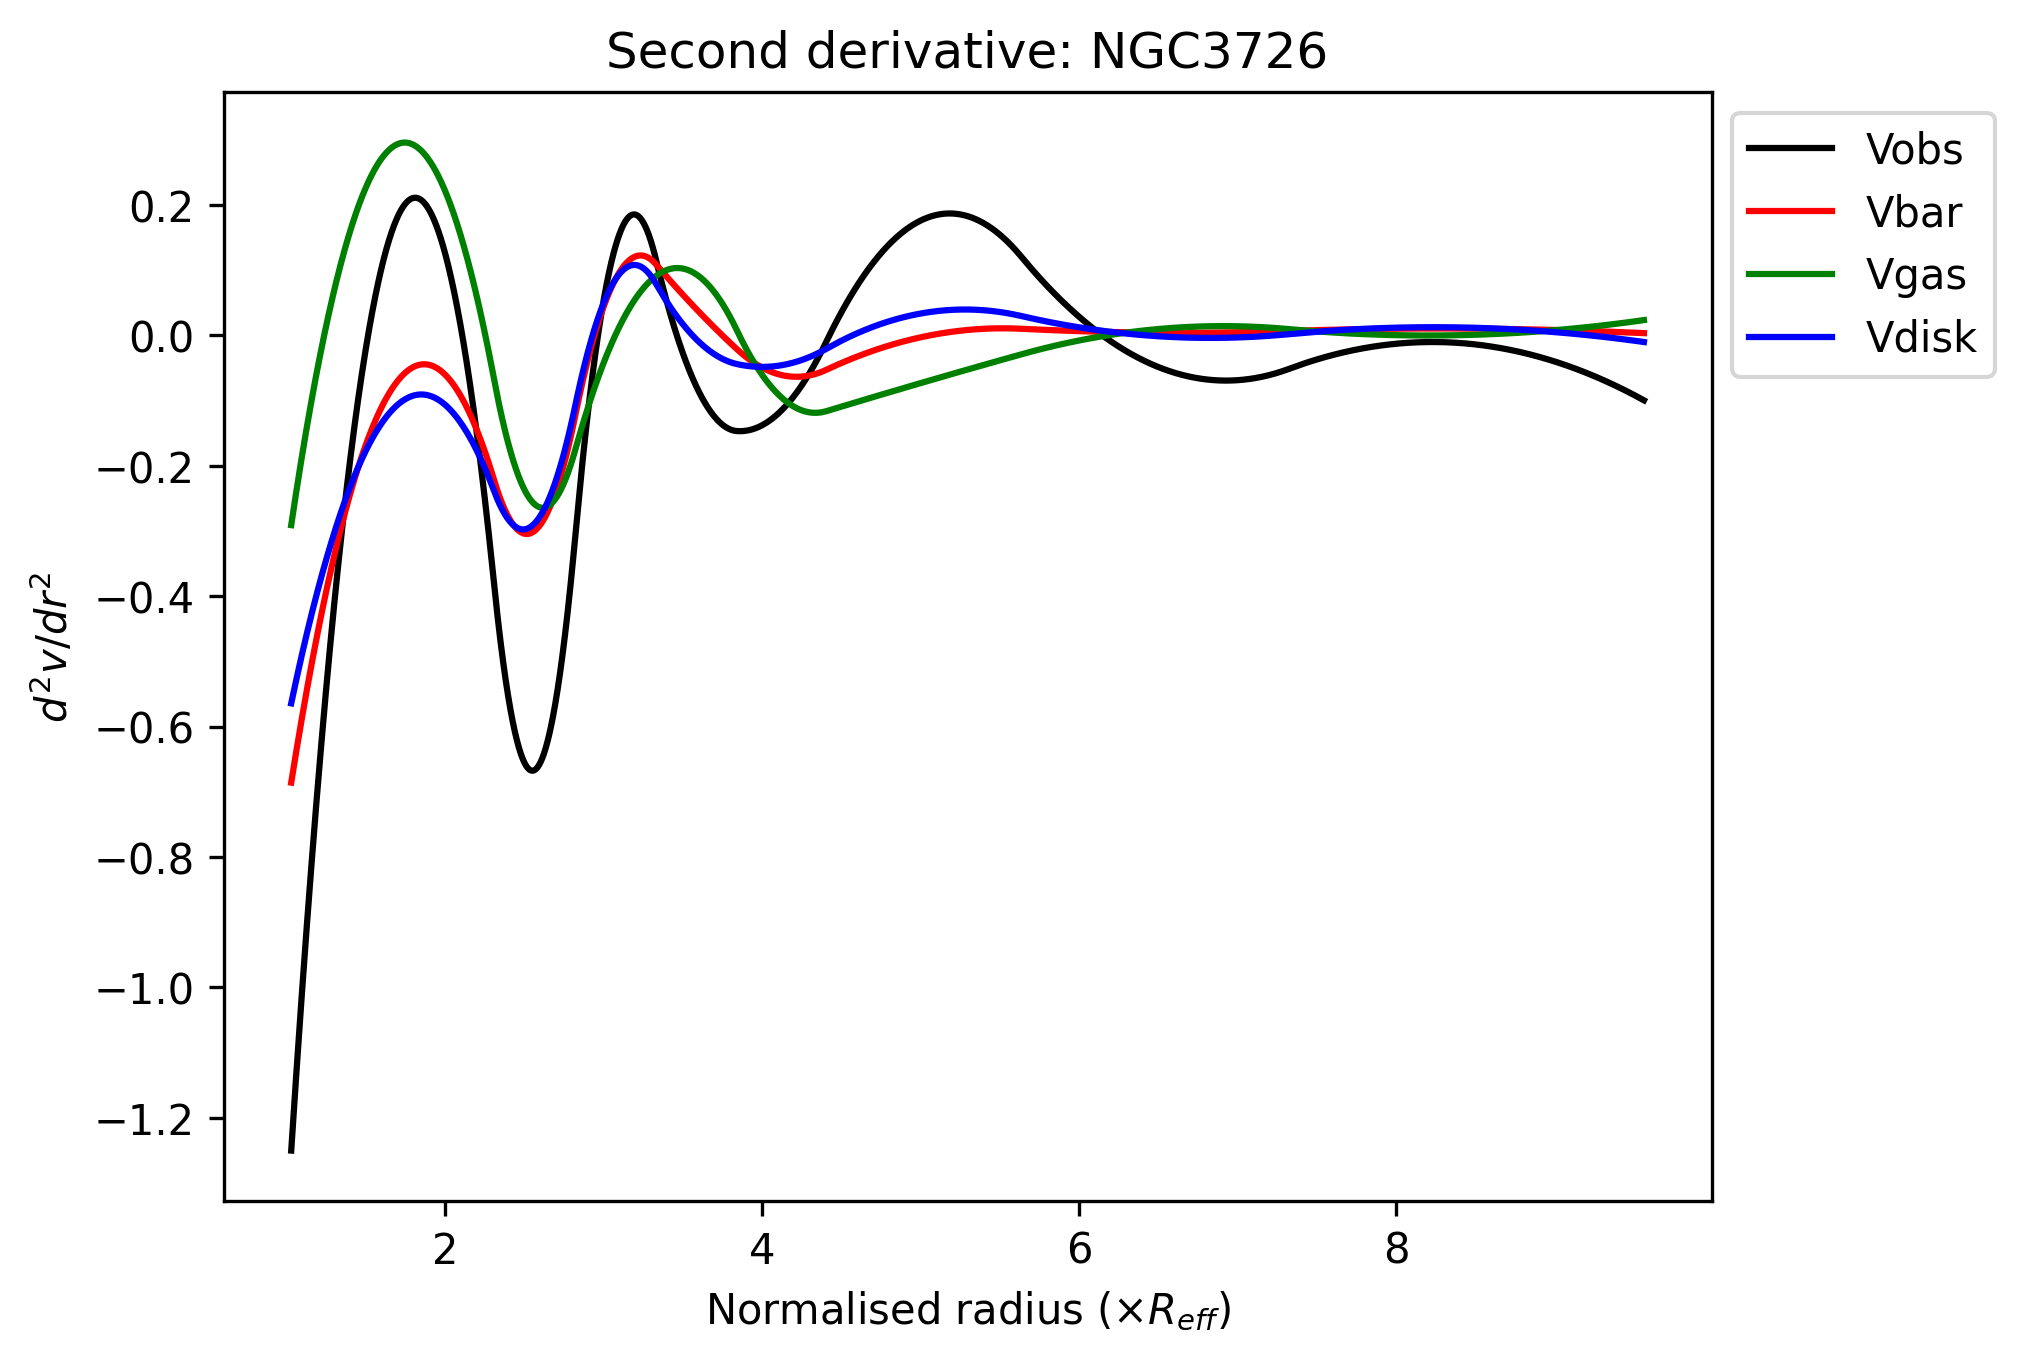 Second derivative: NGC3726
Vobs
Vbar
Vgas
Vdisk
0.2
0.0
−0.2
−0.4
−0.6
−0.8
−1.0
−1.2
d²v/dr²
2 4 6 8
Normalised radius (×R_eff)